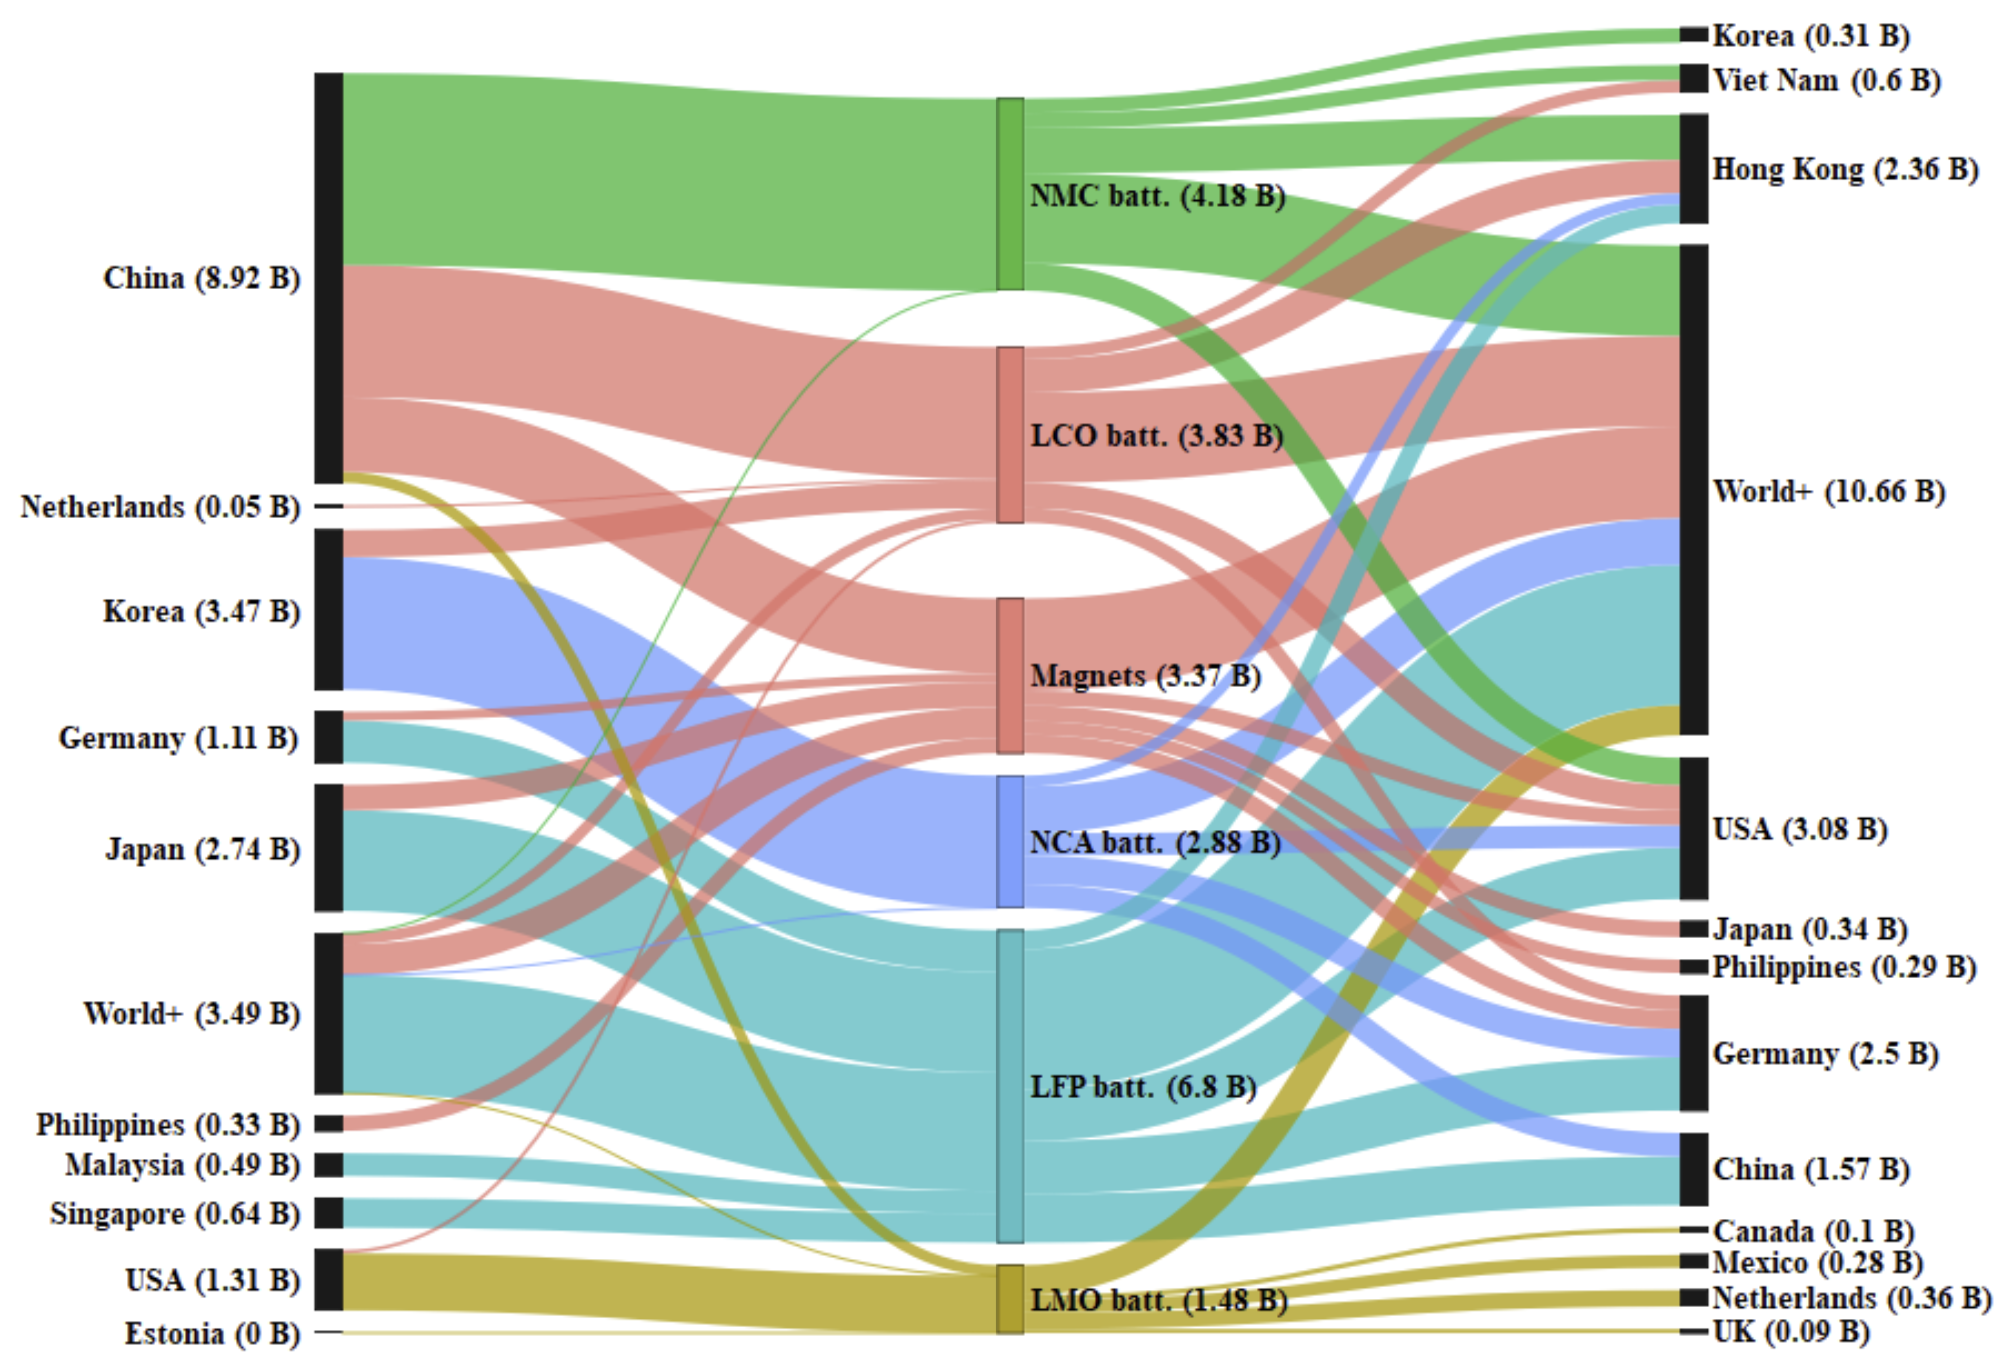 China (8.92 B)
Netherlands (0.05 B)
Korea (3.47 B)
Germany (1.11 B)
Japan (2.74 B)
World+ (3.49 B)
Philippines (0.33 B)
Malaysia (0.49 B)
Singapore (0.64 B)
USA (1.31 B)
Estonia (0 B)
NMC batt. (4.18 B)
LCO batt. (3.83 B)
Magnets (3.37 B)
NCA batt. (2.88 B)
LFP batt. (6.8 B)
LMO batt. (1.48 B)
Korea (0.31 B)
Viet Nam (0.6 B)
Hong Kong (2.36 B)
World+ (10.66 B)
USA (3.08 B)
Japan (0.34 B)
Philippines (0.29 B)
Germany (2.5 B)
China (1.57 B)
Canada (0.1 B)
Mexico (0.28 B)
Netherlands (0.36 B)
UK (0.09 B)